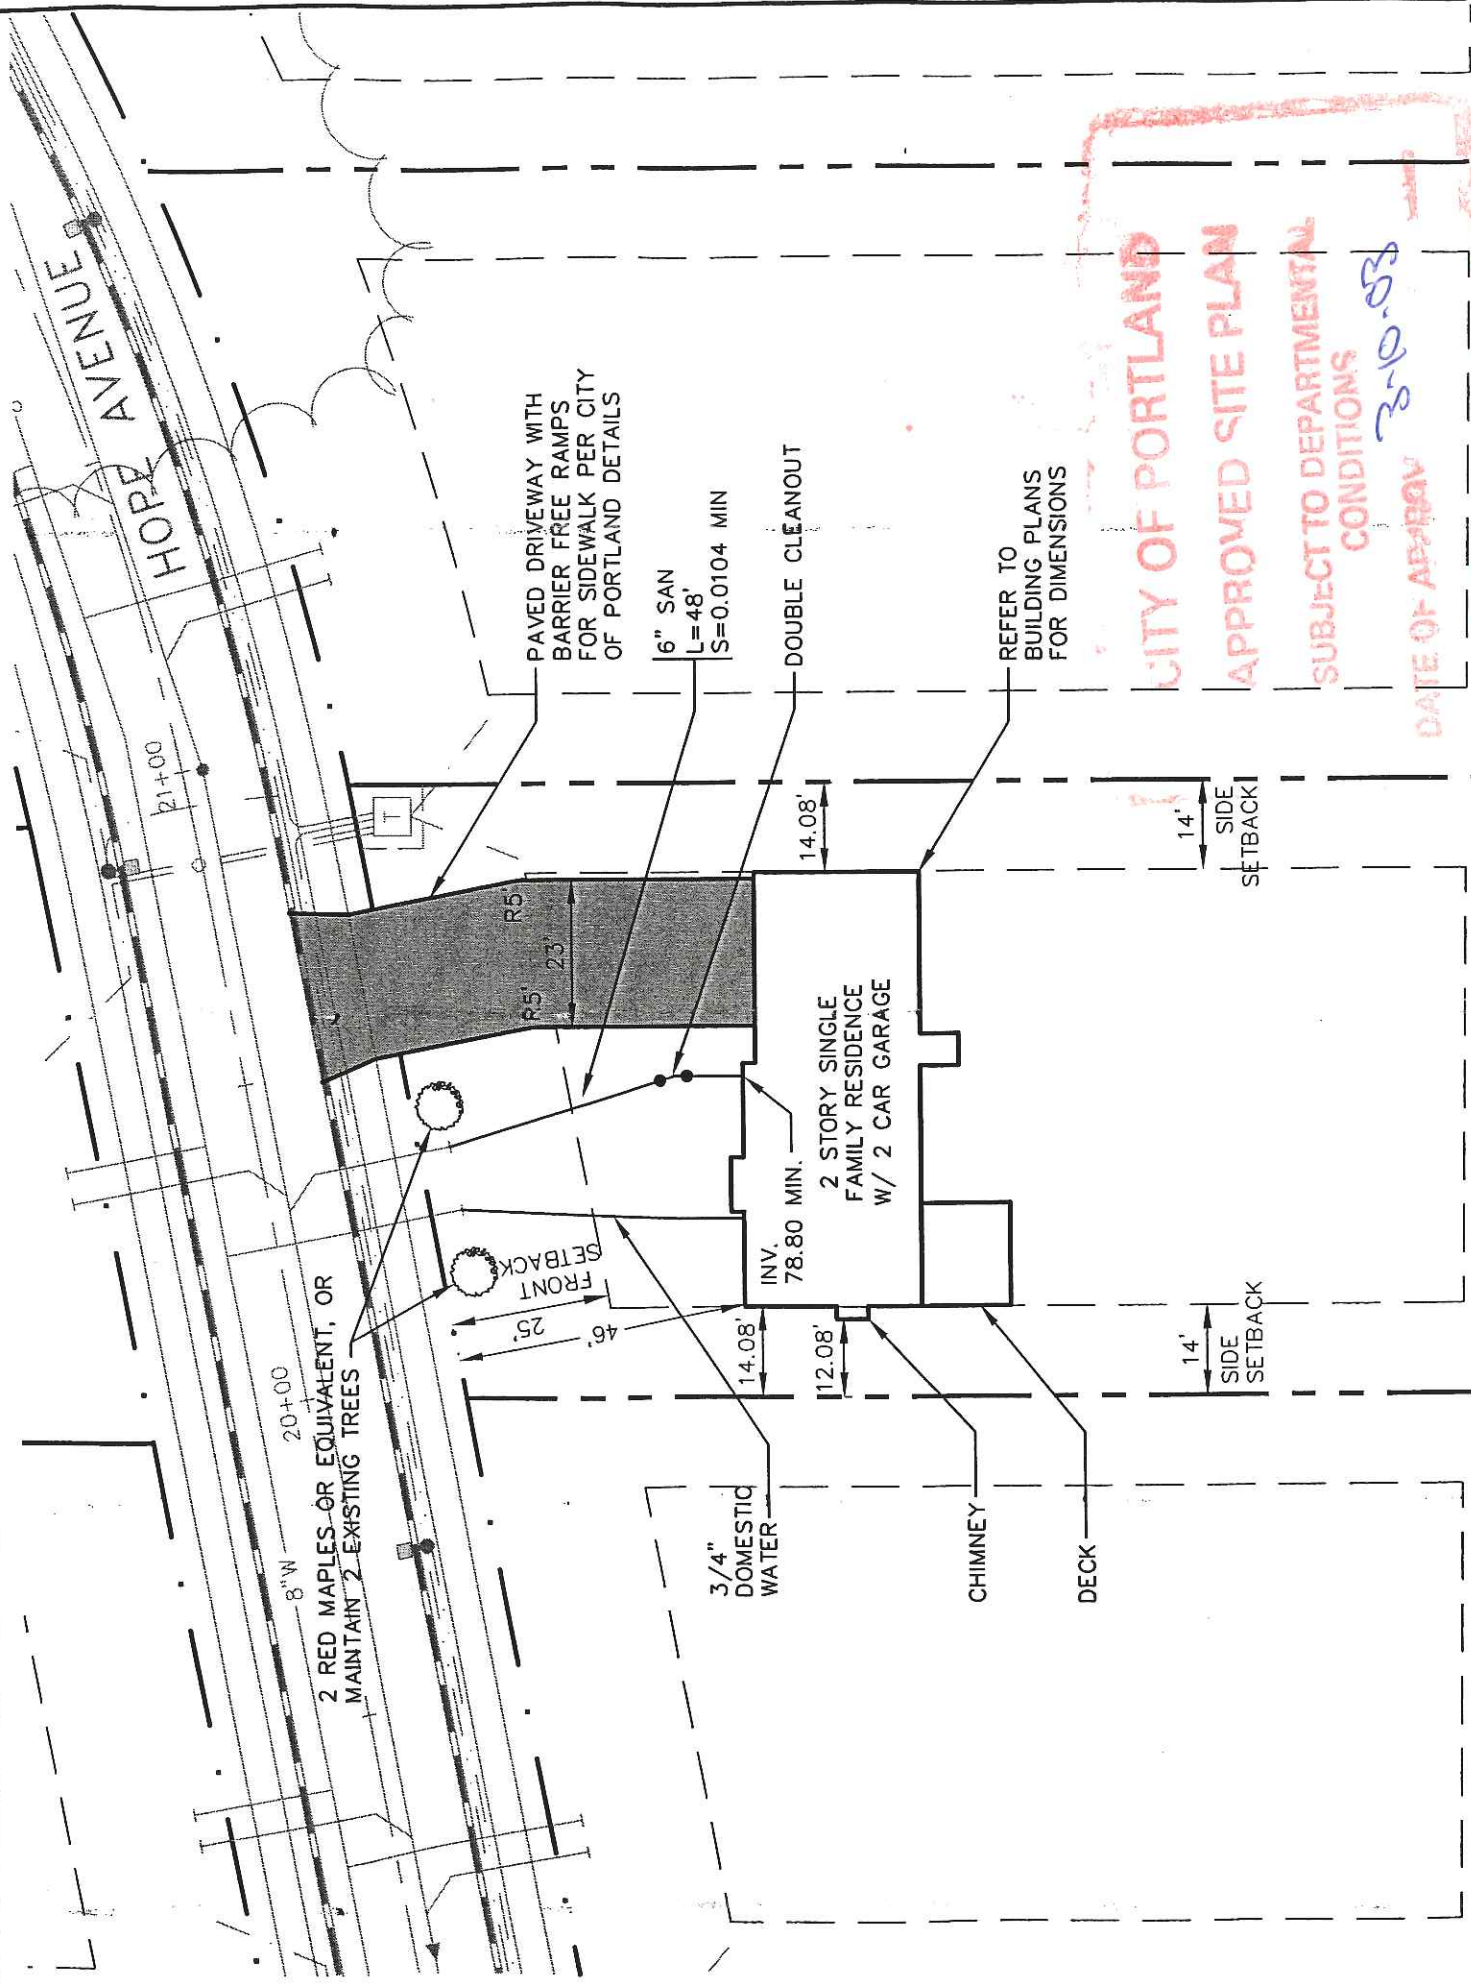 HOPE AVENUE
21+00
20+00
8"W
2 RED MAPLES OR EQUIVALENT, OR
MAINTAIN 2 EXISTING TREES
T
PAVED DRIVEWAY WITH
BARRIER FREE RAMPS
FOR SIDEWALK PER CITY
OF PORTLAND DETAILS
6" SAN
L=48'
S=0.0104 MIN
DOUBLE CLEANOUT
REFER TO
BUILDING PLANS
FOR DIMENSIONS
R5'
R5'
23'
FRONT
SETBACK
25'
46'
14.08'
14.08'
12.08'
INV.
78.80 MIN.
2 STORY SINGLE
FAMILY RESIDENCE
W/ 2 CAR GARAGE
14'
SIDE
SETBACK
14'
SIDE
SETBACK
3/4"
DOMESTIC
WATER
CHIMNEY
DECK
CITY OF PORTLAND
APPROVED SITE PLAN
SUBJECT TO DEPARTMENTAL
CONDITIONS
DATE OF 3-10-03